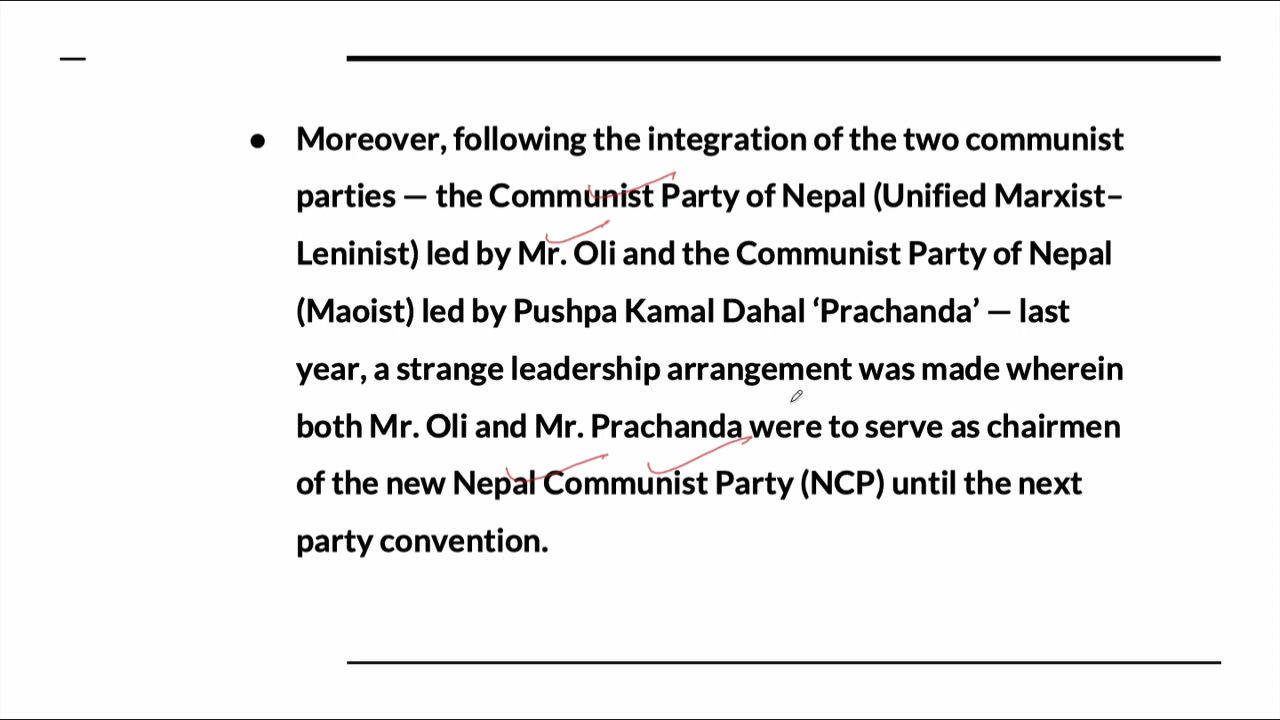 ● Moreover, following the integration of the two communist
parties — the Communist Party of Nepal (Unified Marxist–
Leninist) led by Mr. Oli and the Communist Party of Nepal
(Maoist) led by Pushpa Kamal Dahal ‘Prachanda’ — last
year, a strange leadership arrangement was made wherein
both Mr. Oli and Mr. Prachanda were to serve as chairmen
of the new Nepal Communist Party (NCP) until the next
party convention.